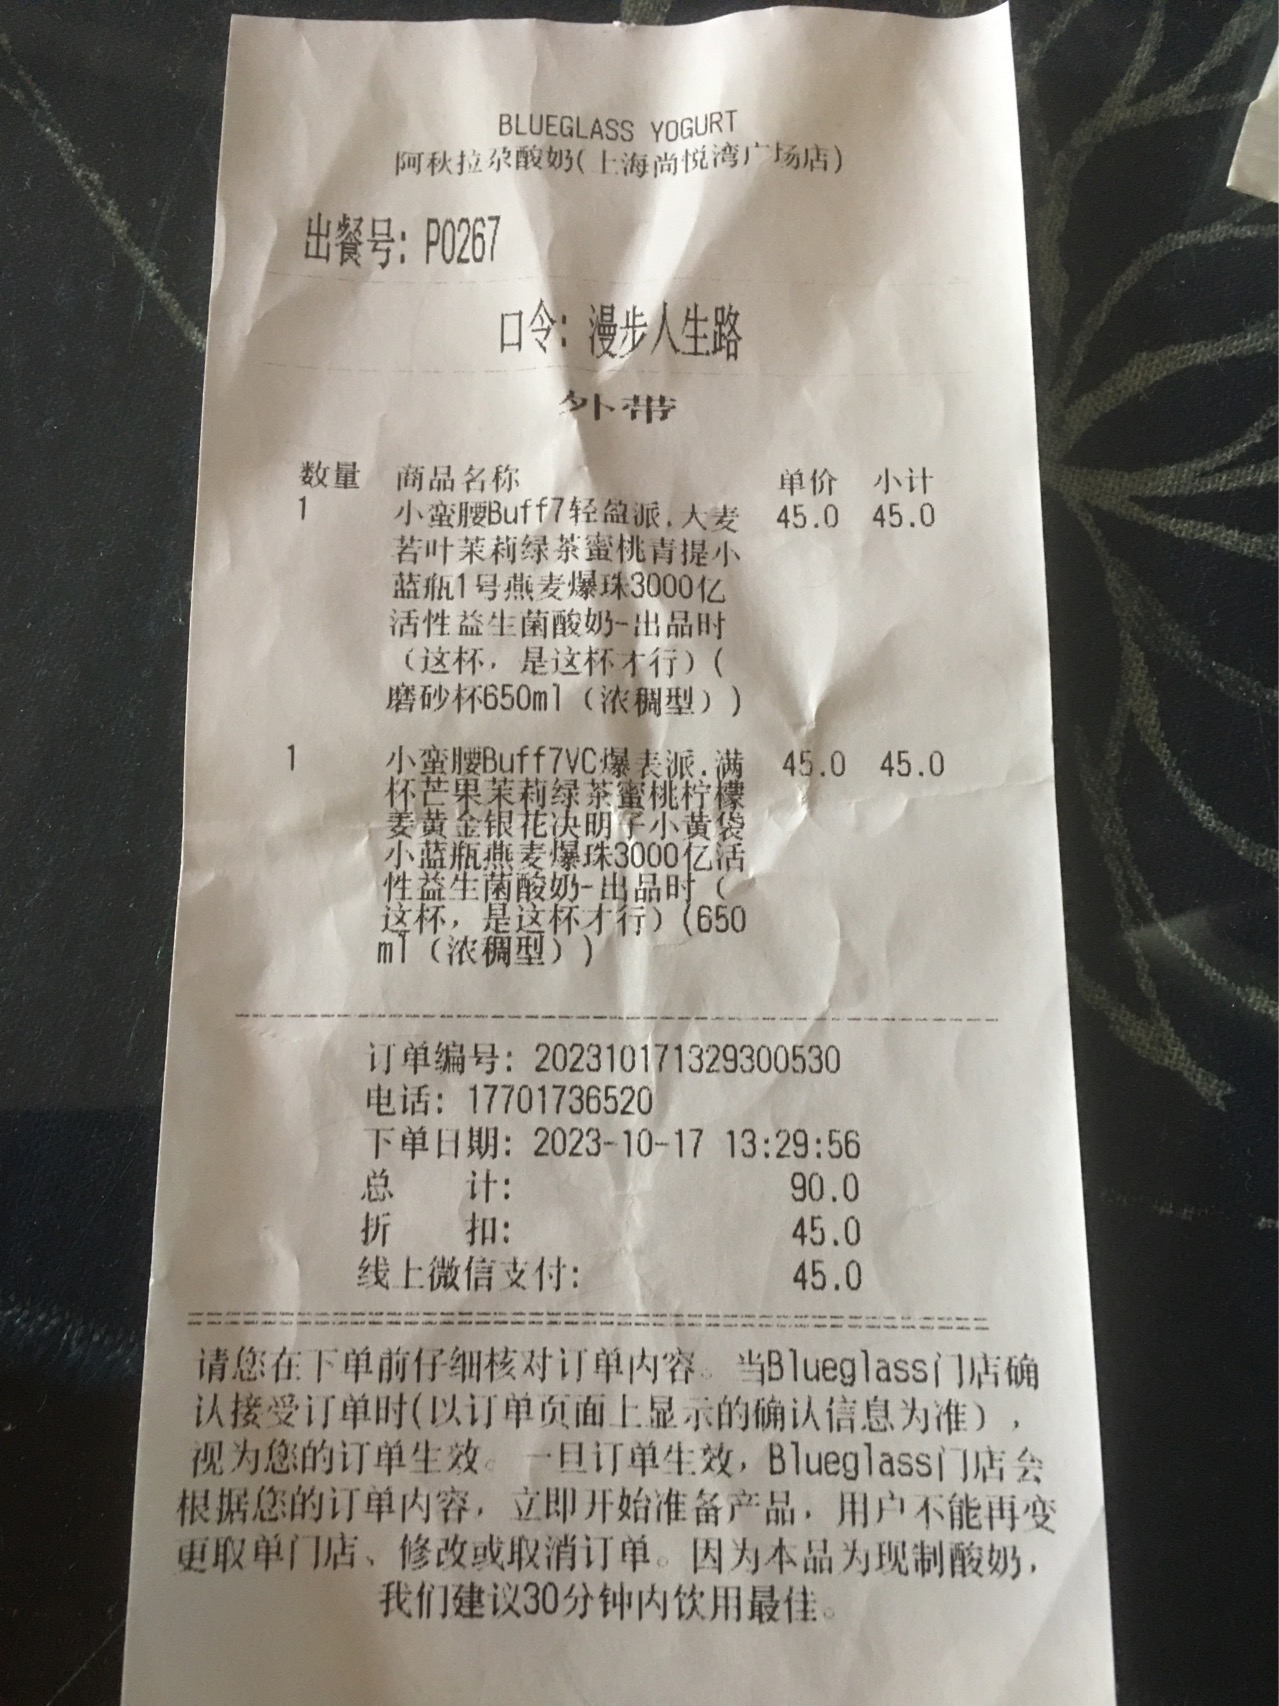 BLUEGLASS YOGURT
阿秋拉尕酸奶(上海尚悦湾广场店)
出餐号: P0267
口令: 漫步人生路
外带
数量 商品名称 单价 小计
1 小蛮腰Buff7轻盈派.大麦 45.0 45.0
若叶茉莉绿茶蜜桃青提小
蓝瓶1号燕麦爆珠3000亿
活性益生菌酸奶-出品时
（这杯，是这杯才行）(
磨砂杯650ml（浓稠型）)
1 小蛮腰Buff7VC爆表派.满 45.0 45.0
杯芒果茉莉绿茶蜜桃柠檬
姜黄金银花决明子小黄袋
小蓝瓶燕麦爆珠3000亿活
性益生菌酸奶-出品时（
这杯，是这杯才行）(650
ml（浓稠型）)
订单编号: 202310171329300530
电话: 17701736520
下单日期: 2023-10-17 13:29:56
总 计: 90.0
折 扣: 45.0
线上微信支付: 45.0
请您在下单前仔细核对订单内容。当Blueglass门店确
认接受订单时(以订单页面上显示的确认信息为准)，
视为您的订单生效。一旦订单生效，Blueglass门店会
根据您的订单内容，立即开始准备产品，用户不能再变
更取单门店、修改或取消订单。因为本品为现制酸奶，
我们建议30分钟内饮用最佳。